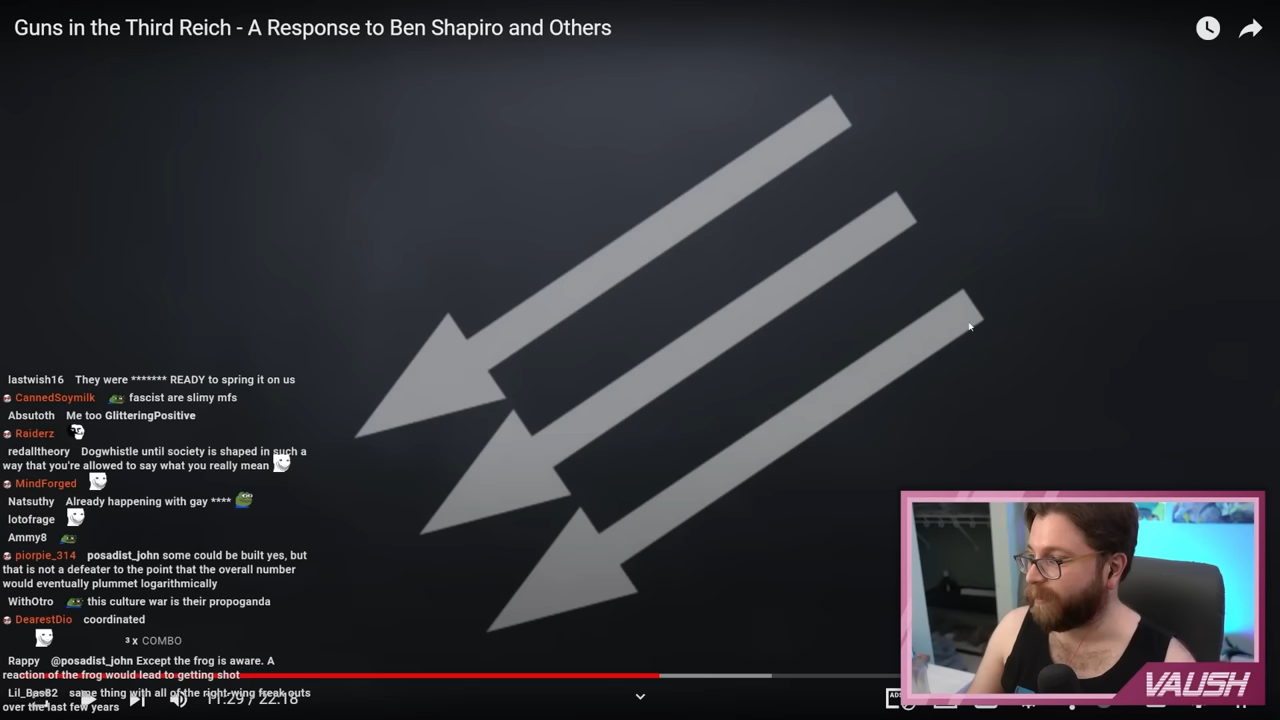 Guns in the Third Reich - A Response to Ben Shapiro and Others
lastwish16 They were ******* READY to spring it on us
CannedSoymilk fascist are slimy mfs
Absutoth Me too GlitteringPositive
Raiderz
redalltheory Dogwhistle until society is shaped in such a
way that you're allowed to say what you really mean
MindForged
Natsuthy Already happening with gay ****
lotofrage
Ammy8
piorpie_314 posadist_john some could be built yes, but
that is not a defeater to the point that the overall number
would eventually plummet logarithmically
WithOtro this culture war is their propoganda
DearestDio coordinated
3 x COMBO
Rappy @posadist_john Except the frog is aware. A
reaction of the frog would lead to getting shot
same thing with all of the right-wing freak outs
over the last few years
11:29 / 22:18
VAUSH